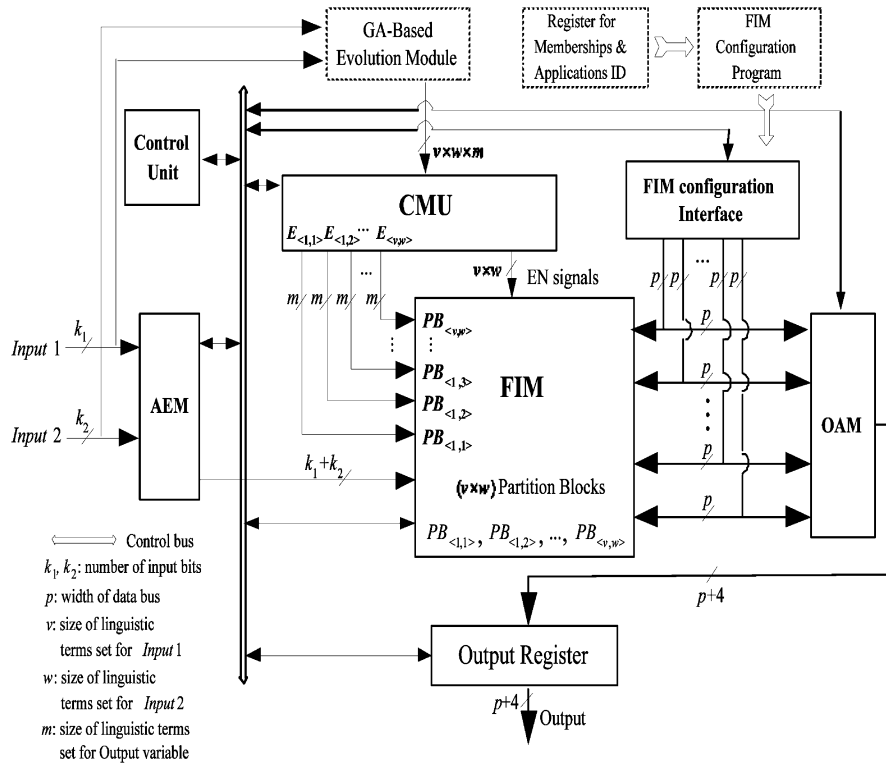 GA-Based
Evolution Module
Register for
Memberships &
Applications ID
FIM
Configuration
Program
Control
Unit
v×w×m
CMU
E<1,1> E<1,2> ... E<v,w>
FIM configuration
Interface
v×w
EN signals
...
m m m m
p p ... p p
k1
Input 1
AEM
k2
Input 2
PB<v,w>
⋮ ⋮
PB<1,3>
FIM
PB<1,2>
PB<1,1>
k1+k2
(v×w) Partition Blocks
PB<1,1>, PB<1,2>, ..., PB<v,w>
p
p
p
p
OAM
Control bus
k1, k2: number of input bits
p: width of data bus
v: size of linguistic
terms set for Input 1
w: size of linguistic
terms set for Input 2
m: size of linguistic terms
set for Output variable
p+4
Output Register
p+4
Output